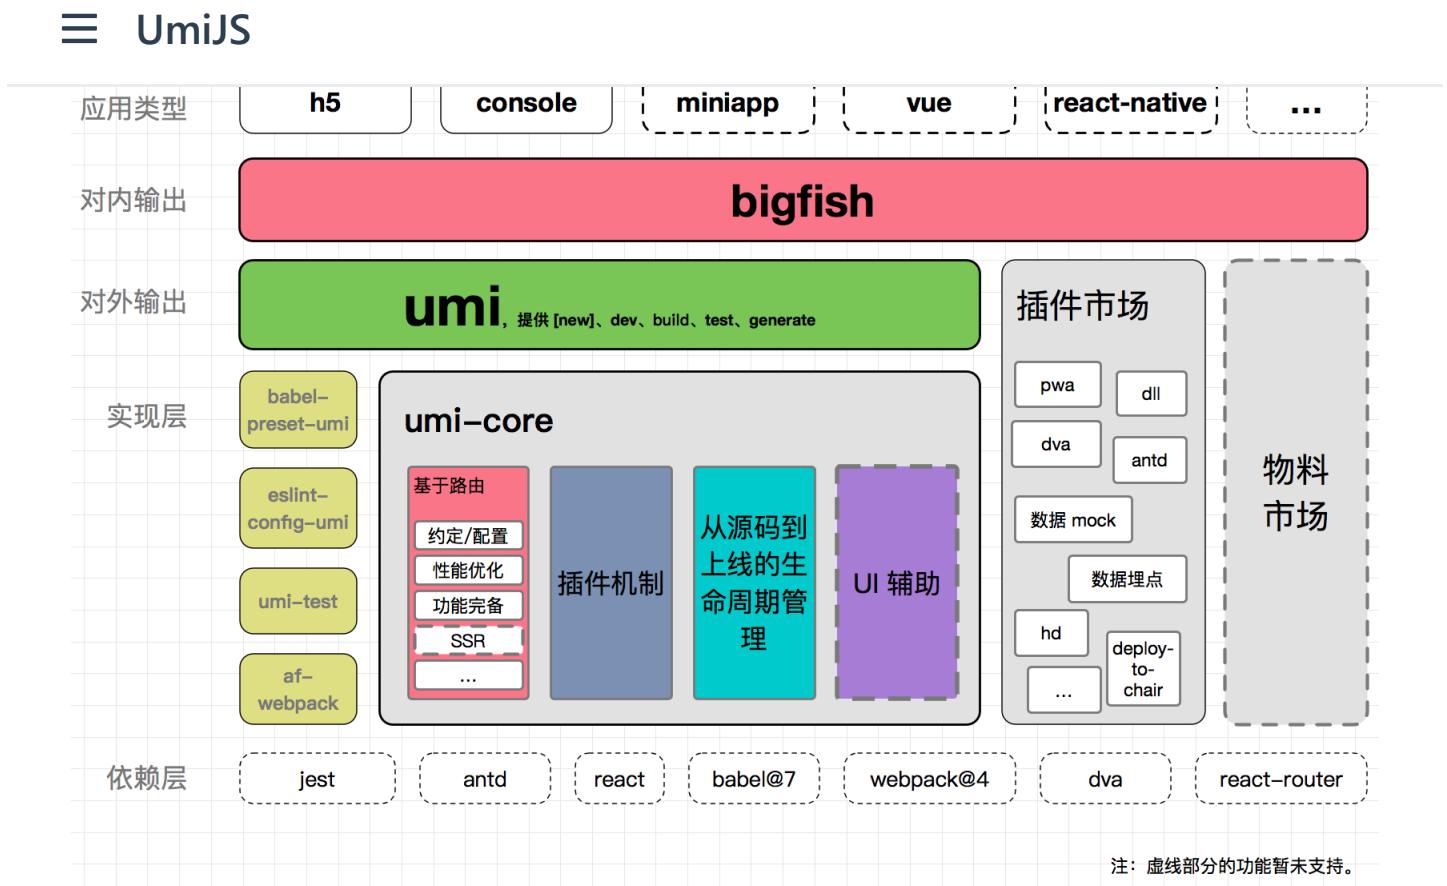 UmiJS
应用类型
h5
console
miniapp
vue
react-native
...
对内输出
bigfish
对外输出
umi, 提供 [new]、dev、build、test、generate
实现层
babel-
preset-umi
eslint-
config-umi
umi-test
af-
webpack
umi-core
基于路由
约定/配置
性能优化
功能完备
SSR
...
插件机制
从源码到
上线的生
命周期管
理
UI 辅助
插件市场
pwa
dll
dva
antd
数据 mock
数据埋点
hd
deploy-
to-
chair
...
物料
市场
依赖层
jest
antd
react
babel@7
webpack@4
dva
react-router
注：虚线部分的功能暂未支持。